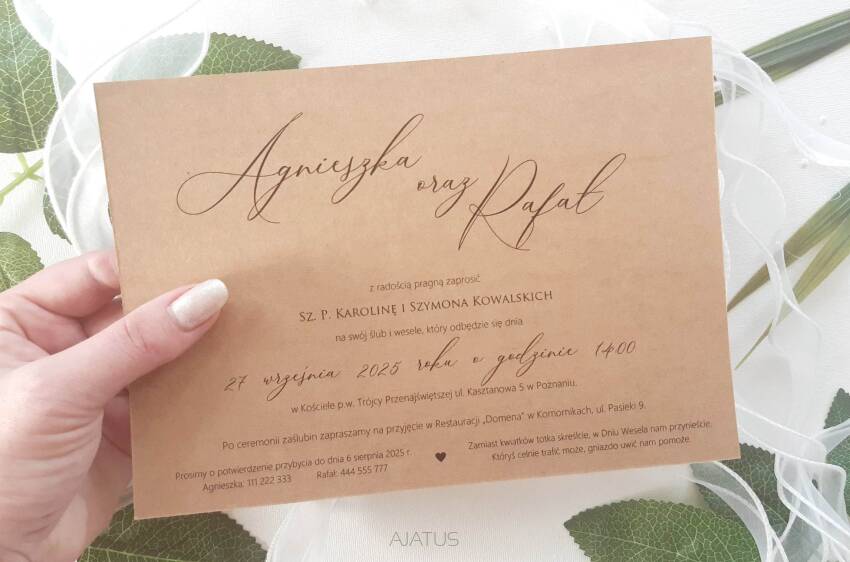 Agnieszka oraz Rafał
z radością pragną zaprosić
Sz. P. Karolinę i Szymona Kowalskich
na swój ślub i wesele, który odbędzie się dnia
27 września 2025 roku o godzinie 14:00
w Kościele p.w. Trójcy Przenajświętszej ul. Kasztanowa 5 w Poznaniu.
Po ceremonii zaślubin zapraszamy na przyjęcie w Restauracji „Domena” w Komornikach, ul. Pasieki 9.
Prosimy o potwierdzenie przybycia do dnia 6 sierpnia 2025 r.
Agnieszka: 111 222 333 Rafał: 444 555 777
Zamiast kwiatków totka skreślcie, w Dniu Wesela nam przynieście.
Któryś celnie trafić może, gniazdo uwić nam pomoże.
AJATUS